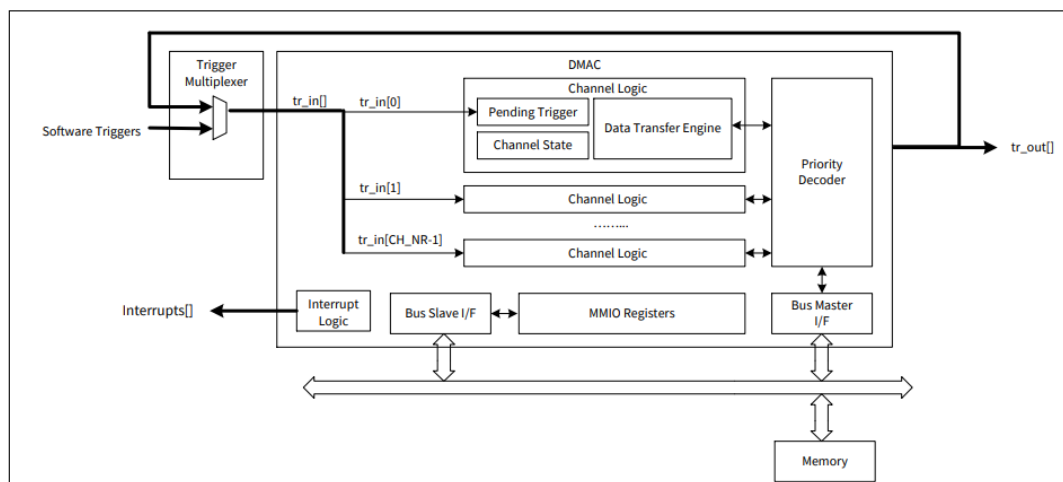 DMAC
Trigger
Multiplexer
Channel Logic
tr_in[]
tr_in[0]
Pending Trigger
Data Transfer Engine
Software Triggers
Channel State
tr_out[]
Priority
Decoder
tr_in[1]
Channel Logic
……...
tr_in[CH_NR-1]
Channel Logic
Interrupts[]
Interrupt
Logic
Bus Slave I/F
MMIO Registers
Bus Master
I/F
Memory